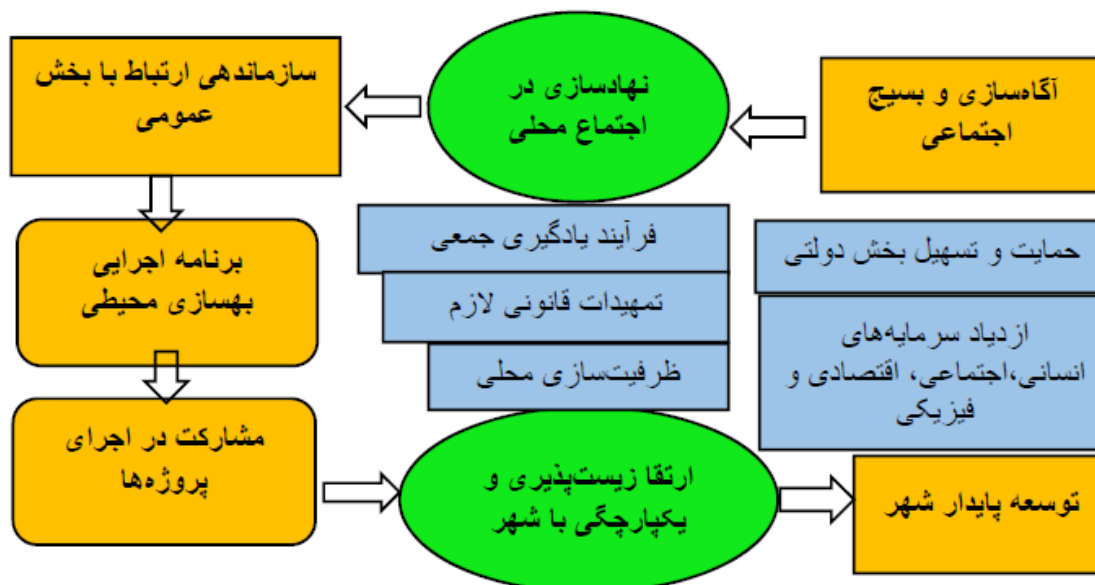 آگاه‌سازی و بسیج
اجتماعی
نهادسازی در
اجتماع محلی
سازماندهی ارتباط با بخش
عمومی
برنامه اجرایی
بهسازی محیطی
مشارکت در اجرای
پروژه‌ها
فرآیند یادگیری جمعی
تمهیدات قانونی لازم
ظرفیت‌سازی محلی
حمایت و تسهیل بخش دولتی
ازدیاد سرمایه‌های
انسانی،اجتماعی، اقتصادی و
فیزیکی
ارتقا زیست‌پذیری و
یکپارچگی با شهر
توسعه پایدار شهر